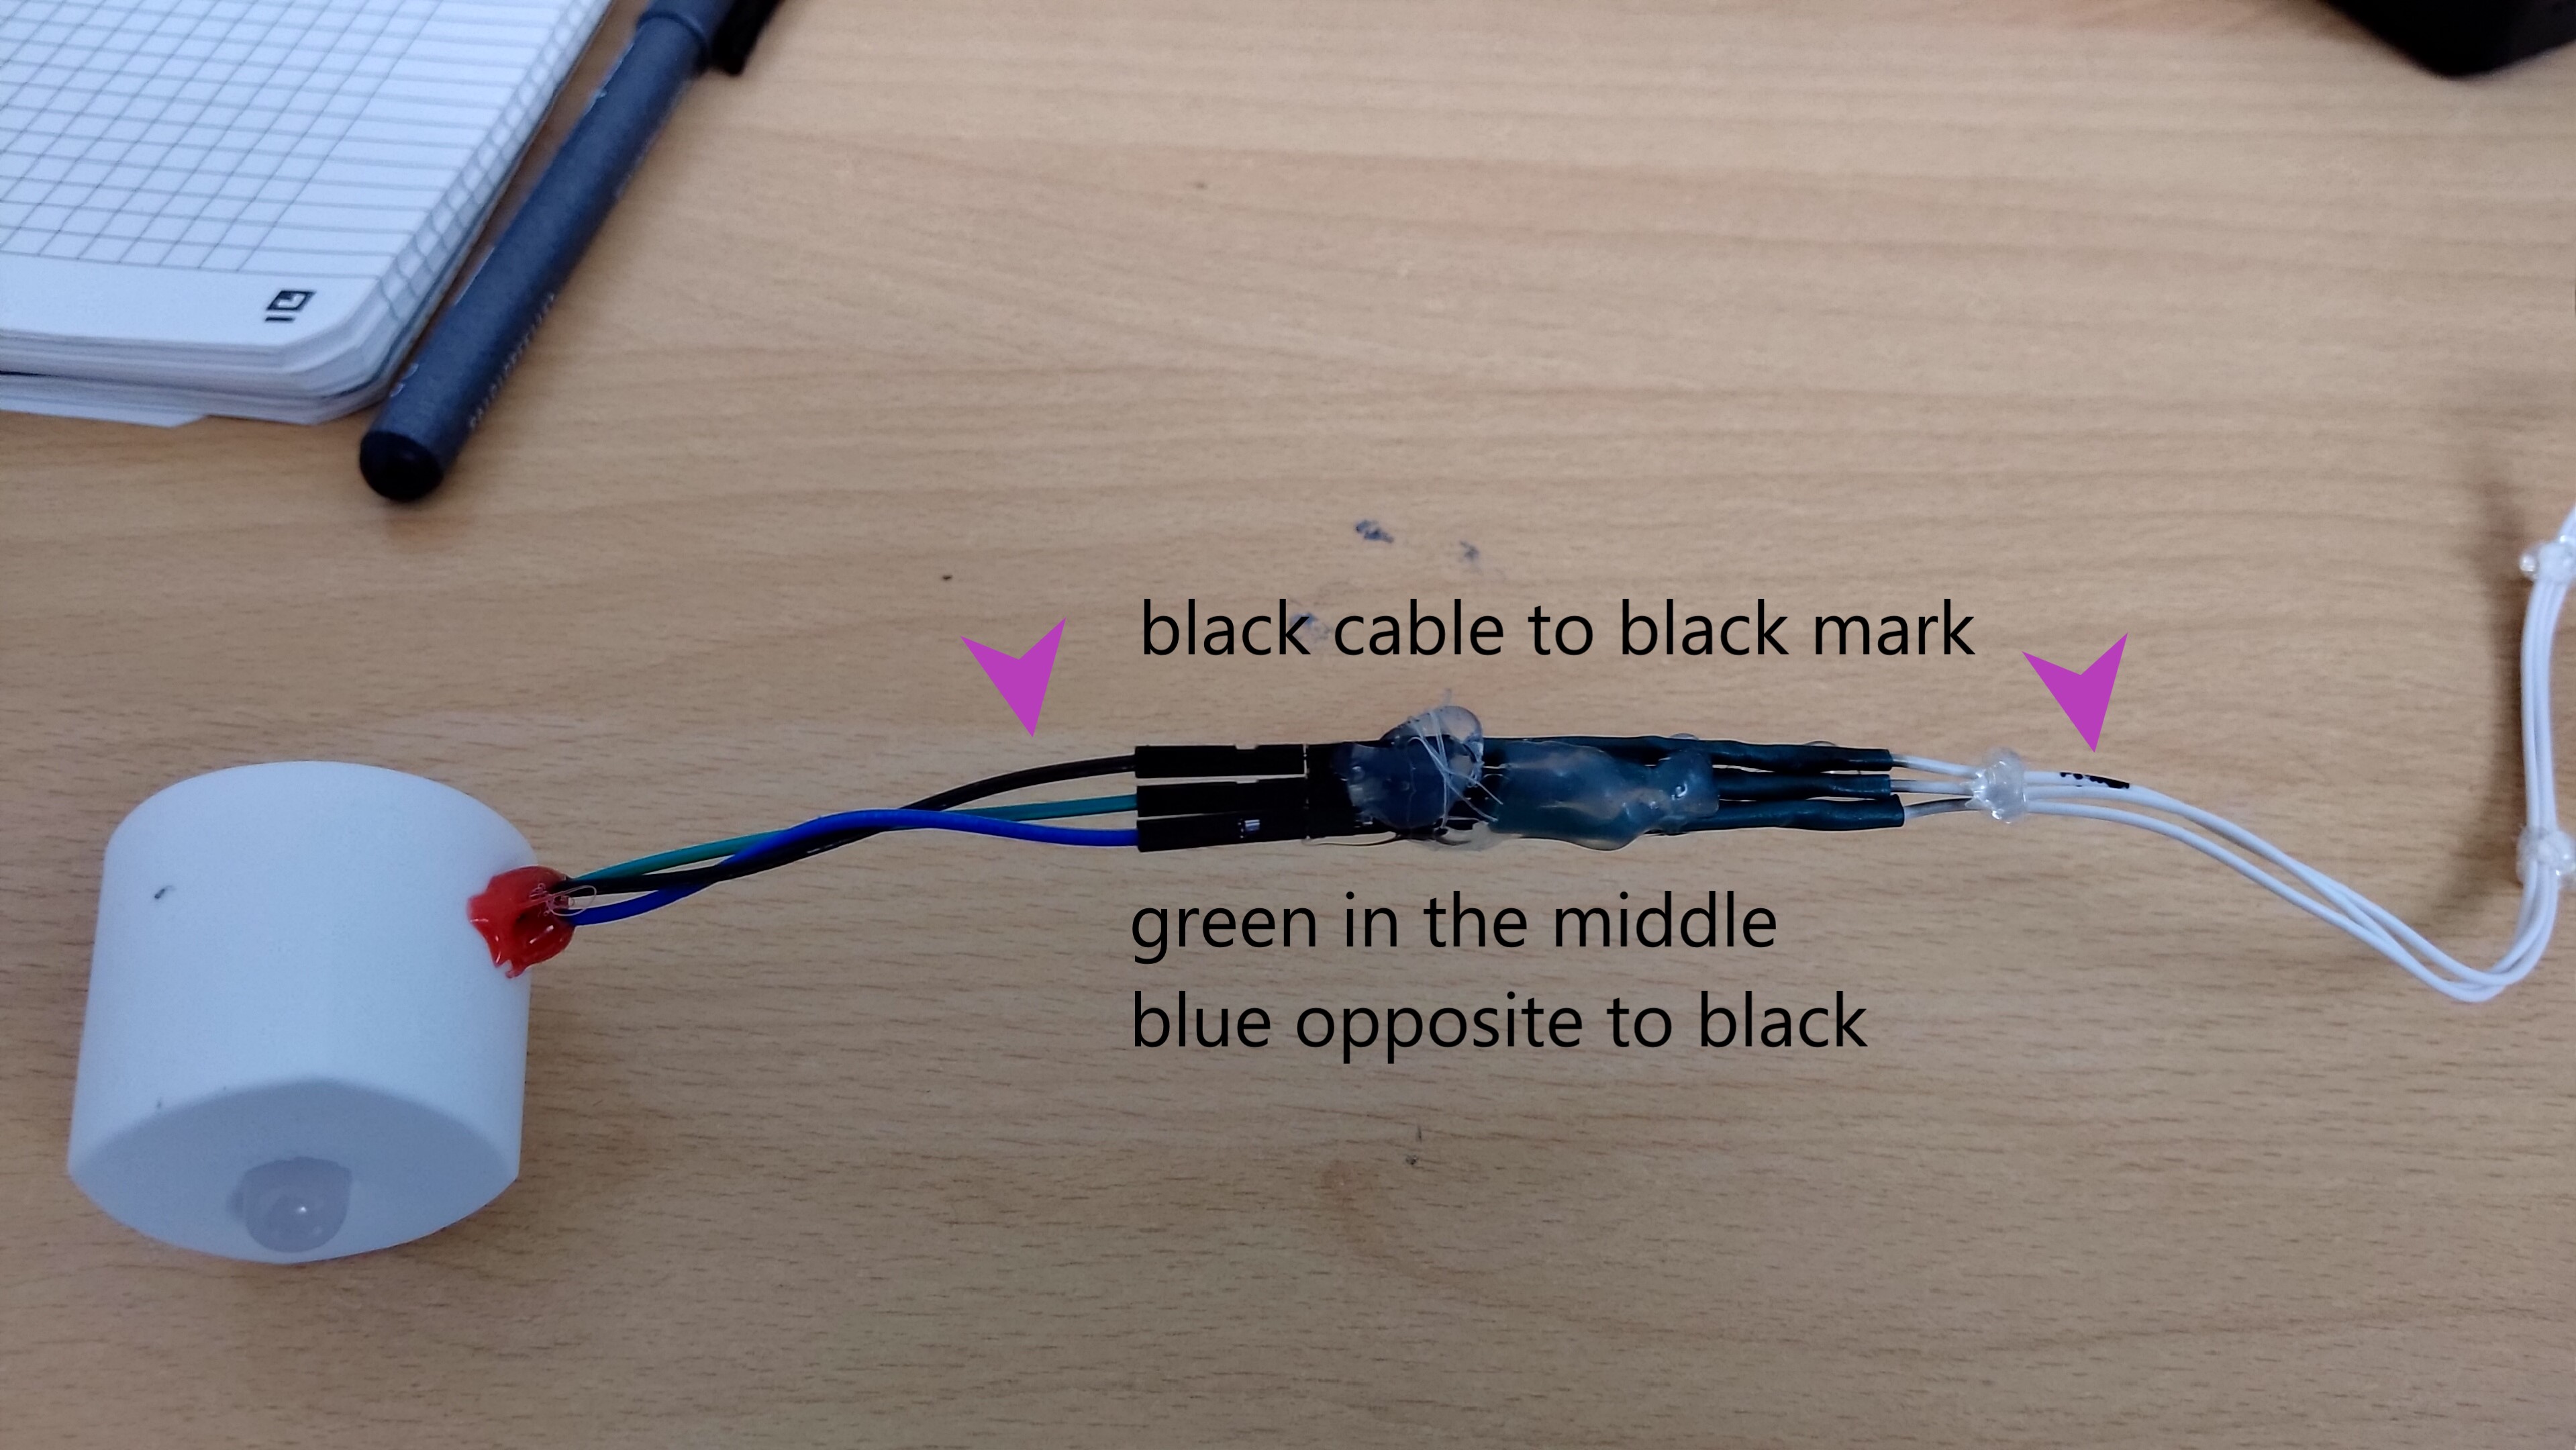 black cable to black mark
green in the middle
blue opposite to black